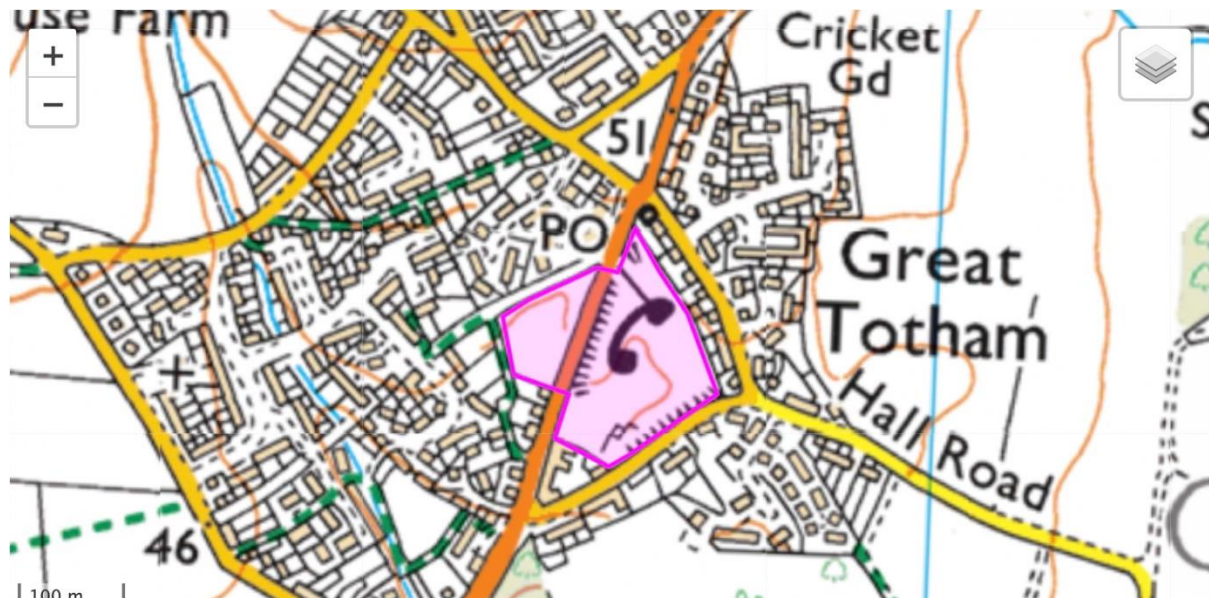 use Farm
+
−
Cricket
Gd
51
PO
Great
Totham
Hall Road
46
S
100 m